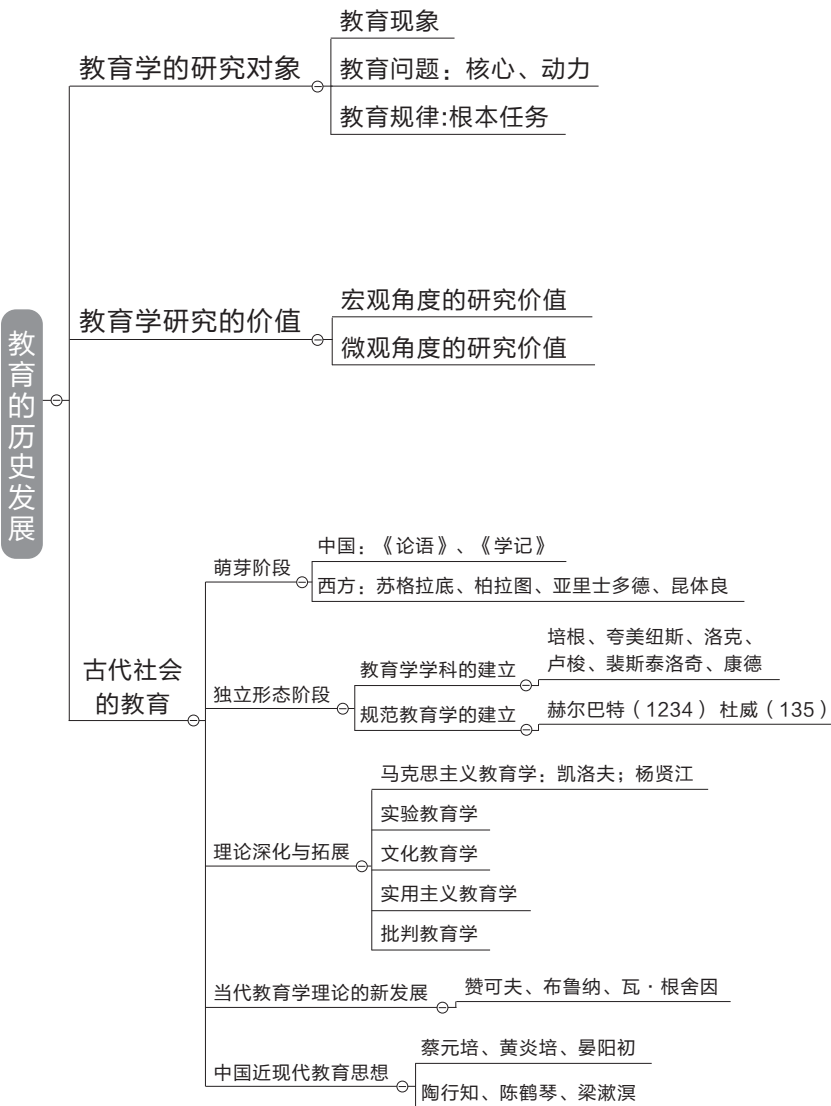 教育的历史发展
教育学的研究对象
教育现象
教育问题：核心、动力
教育规律:根本任务
教育学研究的价值
宏观角度的研究价值
微观角度的研究价值
古代社会
的教育
萌芽阶段
中国：《论语》、《学记》
西方：苏格拉底、柏拉图、亚里士多德、昆体良
独立形态阶段
教育学学科的建立
培根、夸美纽斯、洛克、
卢梭、裴斯泰洛奇、康德
规范教育学的建立
赫尔巴特（1234） 杜威（135）
理论深化与拓展
马克思主义教育学：凯洛夫；杨贤江
实验教育学
文化教育学
实用主义教育学
批判教育学
当代教育学理论的新发展
赞可夫、布鲁纳、瓦·根舍因
中国近现代教育思想
蔡元培、黄炎培、晏阳初
陶行知、陈鹤琴、梁漱溟